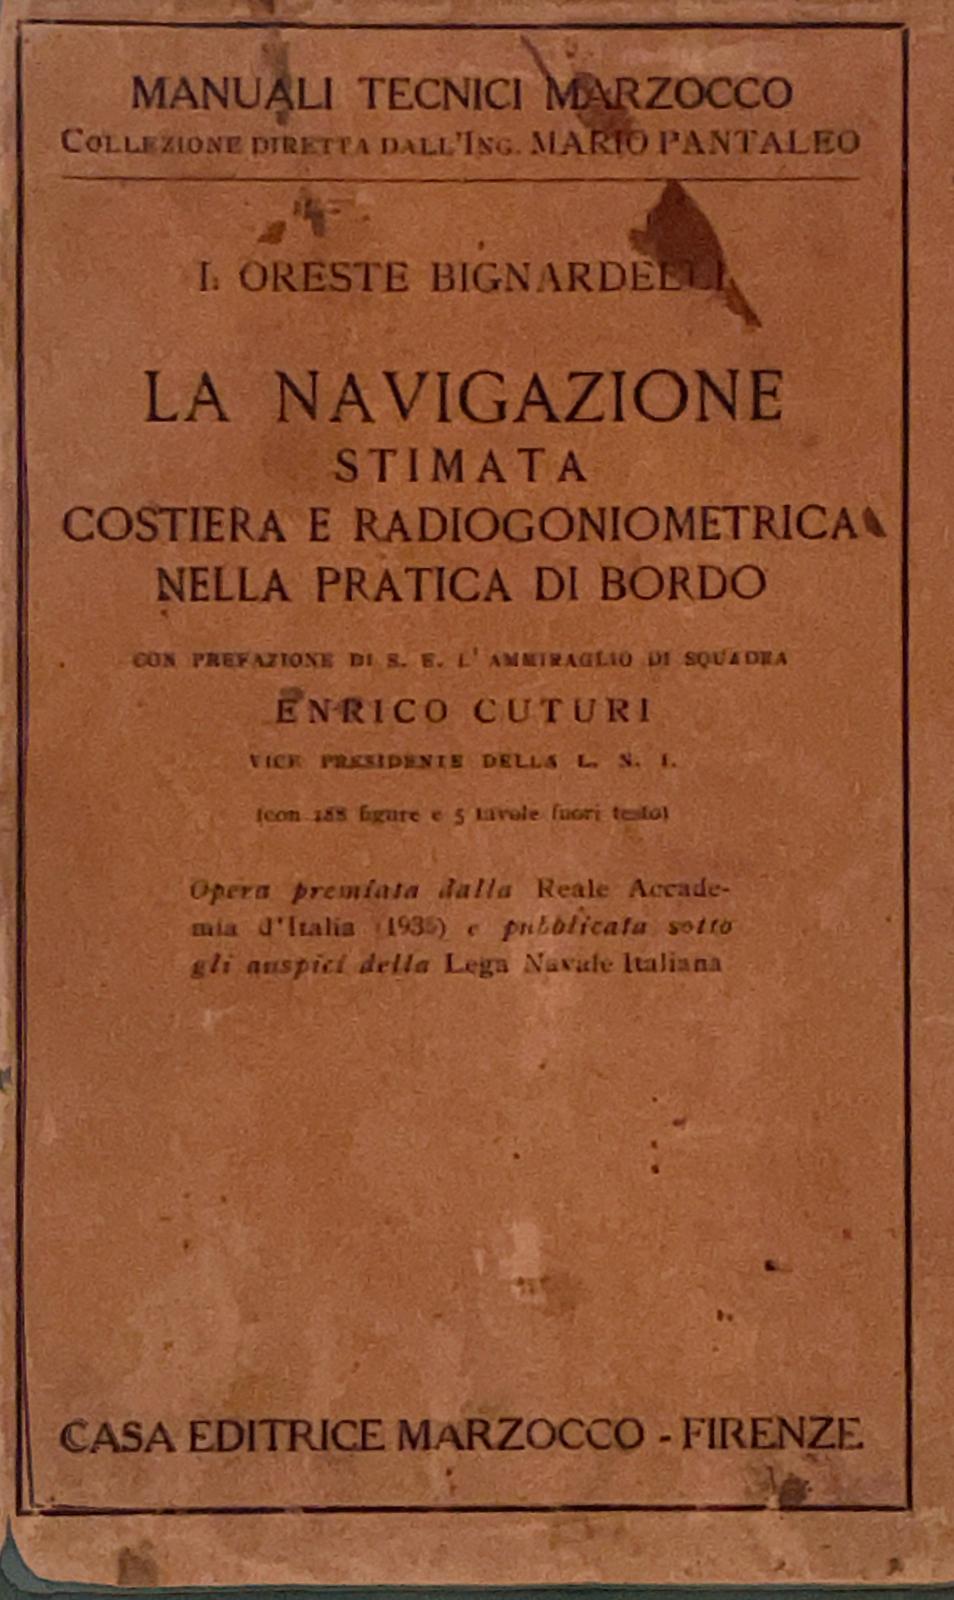 MANUALI TECNICI MARZOCCO
COLLEZIONE DIRETTA DALL'ING. MARIO PANTALEO
I. ORESTE BIGNARDELLI
LA NAVIGAZIONE
STIMATA
COSTIERA E RADIOGONIOMETRICA
NELLA PRATICA DI BORDO
CON PREFAZIONE DI S. E. L'AMMIRAGLIO DI SQUADRA
ENRICO CUTURI
VICE PRESIDENTE DELLA L. N. I.
(con 188 figure e 5 tavole fuori testo)
Opera premiata dalla Reale Accade-
mia d'Italia (1935) e pubblicata sotto
gli auspici della Lega Navale Italiana
CASA EDITRICE MARZOCCO - FIRENZE